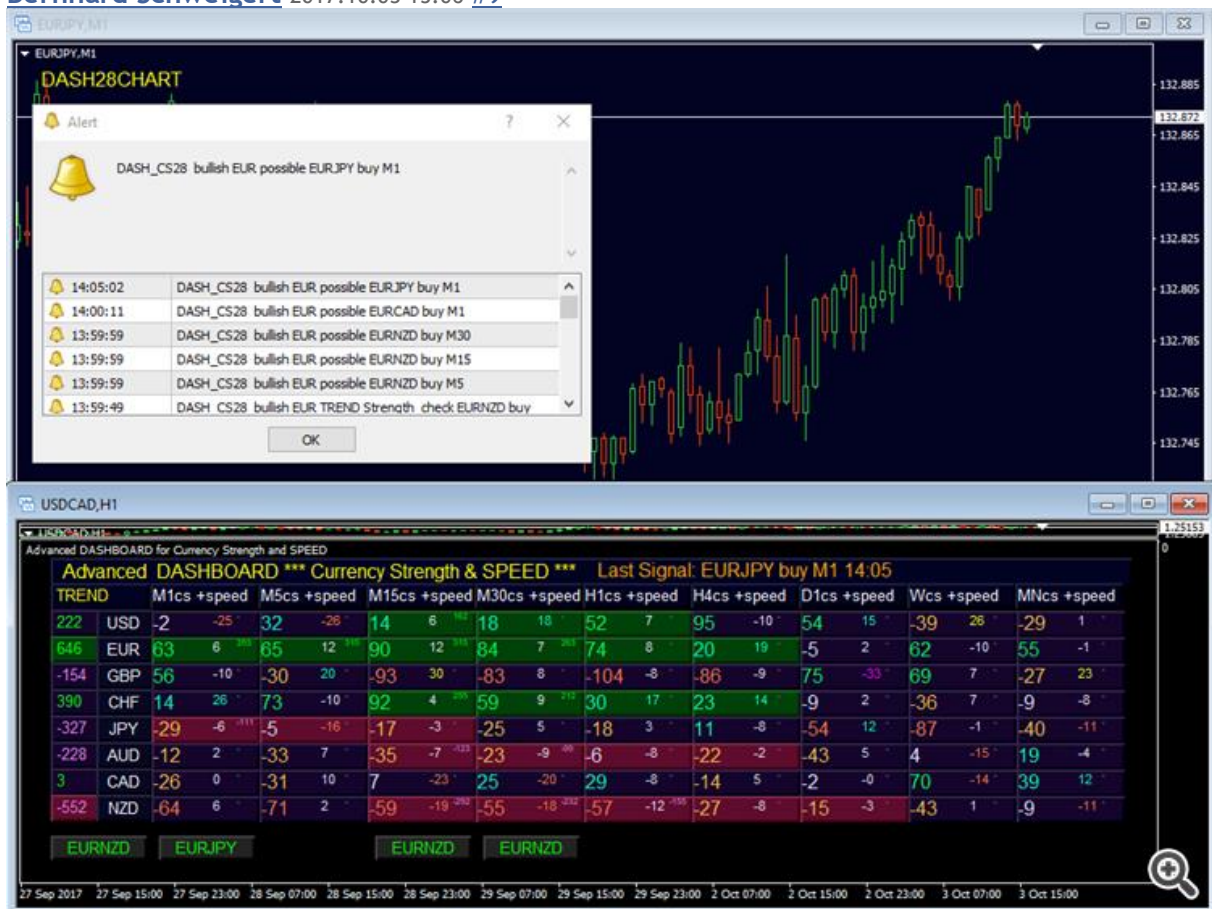 Bernhard Schweigert 2017.10.03 15:06 #9
EURJPY,M1
EURJPY,M1
DASH28CHART
Alert
?
DASH_CS28 bullish EUR possible EURJPY buy M1
14:05:02 DASH_CS28 bullish EUR possible EURJPY buy M1
14:00:11 DASH_CS28 bullish EUR possible EURCAD buy M1
13:59:59 DASH_CS28 bullish EUR possible EURNZD buy M30
13:59:59 DASH_CS28 bullish EUR possible EURNZD buy M15
13:59:59 DASH_CS28 bullish EUR possible EURNZD buy M5
13:59:49 DASH_CS28 bullish EUR TREND Strength check EURNZD buy
OK
132.885
132.872
132.865
132.845
132.825
132.805
132.785
132.765
132.745
USDCAD,H1
USDCAD,H1
1.25153
0
Advanced DASHBOARD for Currency Strength and SPEED
Advanced DASHBOARD *** Currency Strength & SPEED *** Last Signal: EURJPY buy M1 14:05
TREND M1cs +speed M5cs +speed M15cs +speed M30cs +speed H1cs +speed H4cs +speed D1cs +speed Wcs +speed MNcs +speed
222 USD -2 -25 32 -26 14 6 18 18 52 7 95 -10 54 15 -39 26 -29 1
646 EUR 63 6 65 12 90 12 84 7 74 8 20 19 -5 2 62 -10 55 -1
-154 GBP 56 -10 -30 20 -93 30 -83 8 -104 -8 -86 -9 75 -33 69 7 -27 23
390 CHF 14 26 73 -10 92 4 59 9 30 17 23 14 -9 2 -36 7 -9 -8
-327 JPY -29 -6 -111 -5 -16 -17 -3 -25 5 -18 3 11 -8 -54 12 -87 -1 -40 -11
-228 AUD -12 2 -33 7 -35 -7 -23 -9 -6 -8 -22 -2 -43 5 4 -15 19 -4
3 CAD -26 0 -31 10 7 -23 25 -20 29 -8 -14 5 -2 -0 70 -14 39 12
-552 NZD -64 6 -71 2 -59 -19 -55 -18 -57 -12 -27 -8 -15 -3 -43 1 -9 -11
EURNZD EURJPY EURNZD EURNZD
27 Sep 2017 27 Sep 15:00 27 Sep 23:00 28 Sep 07:00 28 Sep 15:00 28 Sep 23:00 29 Sep 07:00 29 Sep 15:00 29 Sep 23:00 2 Oct 07:00 2 Oct 15:00 2 Oct 23:00 3 Oct 07:00 3 Oct 15:00